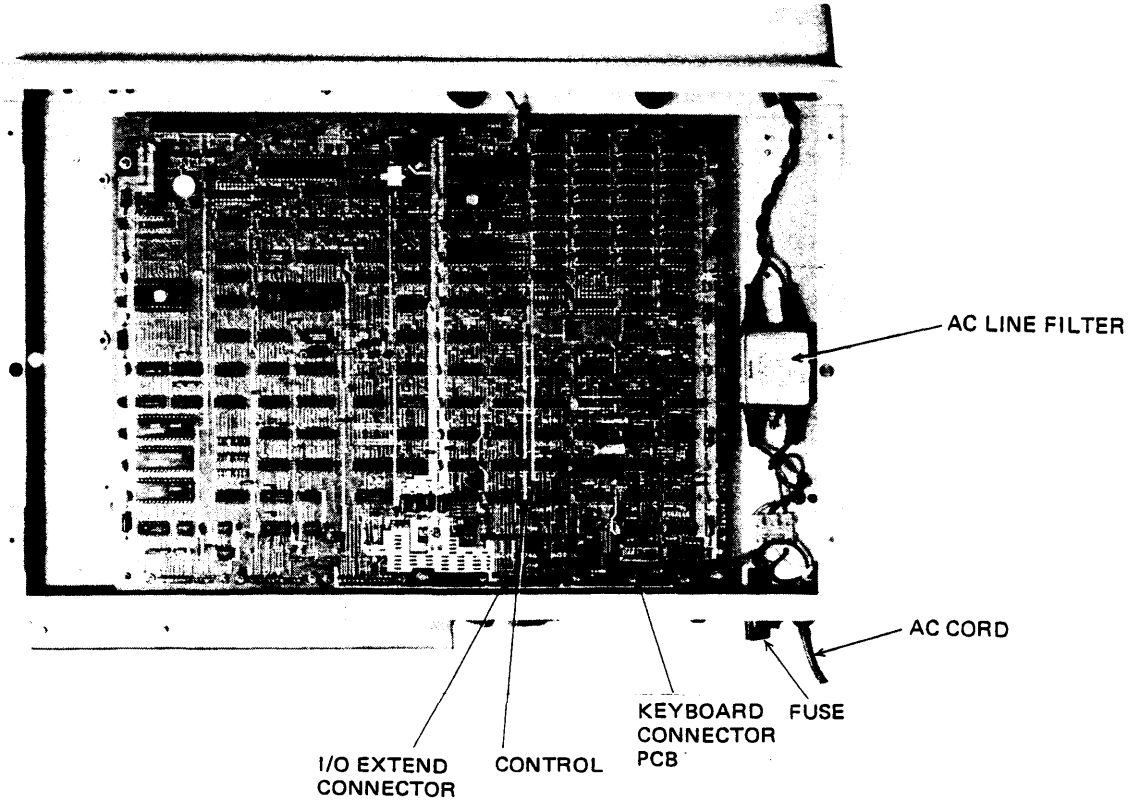 AC LINE FILTER
AC CORD
KEYBOARD
CONNECTOR
PCB
FUSE
I/O EXTEND
CONNECTOR
CONTROL